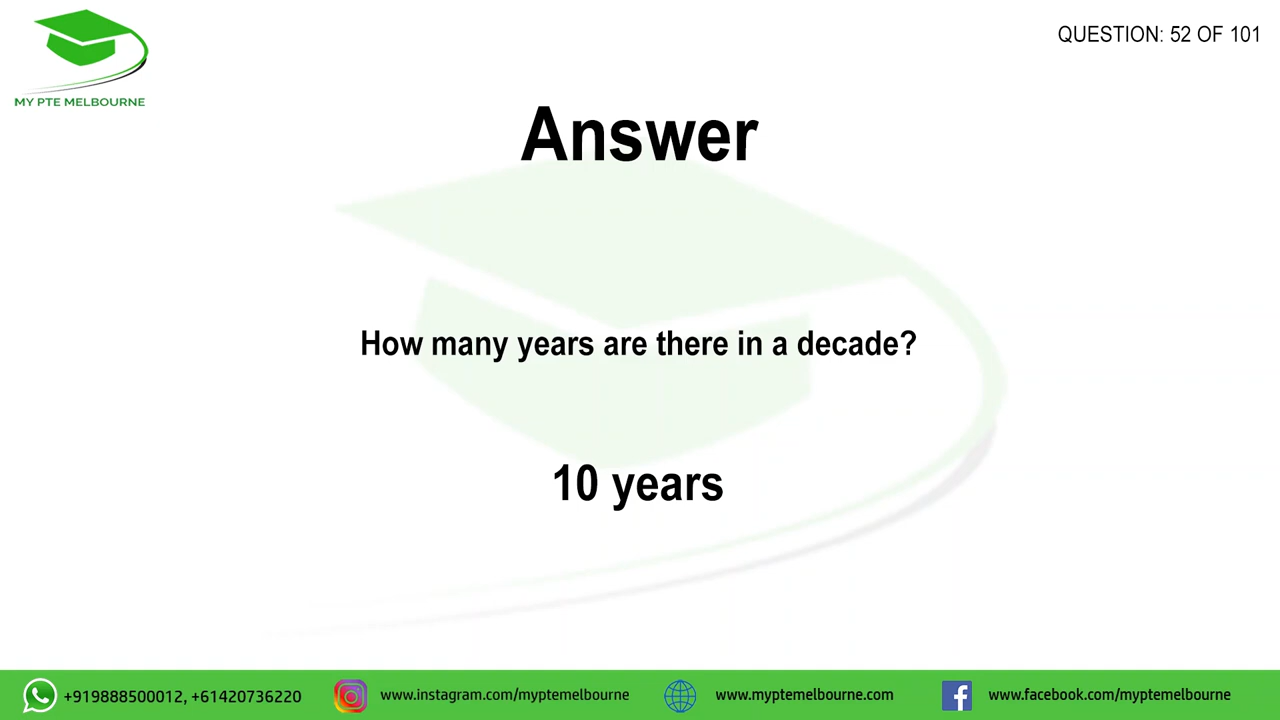 MY PTE MELBOURNE
QUESTION: 52 OF 101
Answer
How many years are there in a decade?
10 years
+919888500012, +61420736220
www.instagram.com/myptemelbourne
www.myptemelbourne.com
www.facebook.com/myptemelbourne